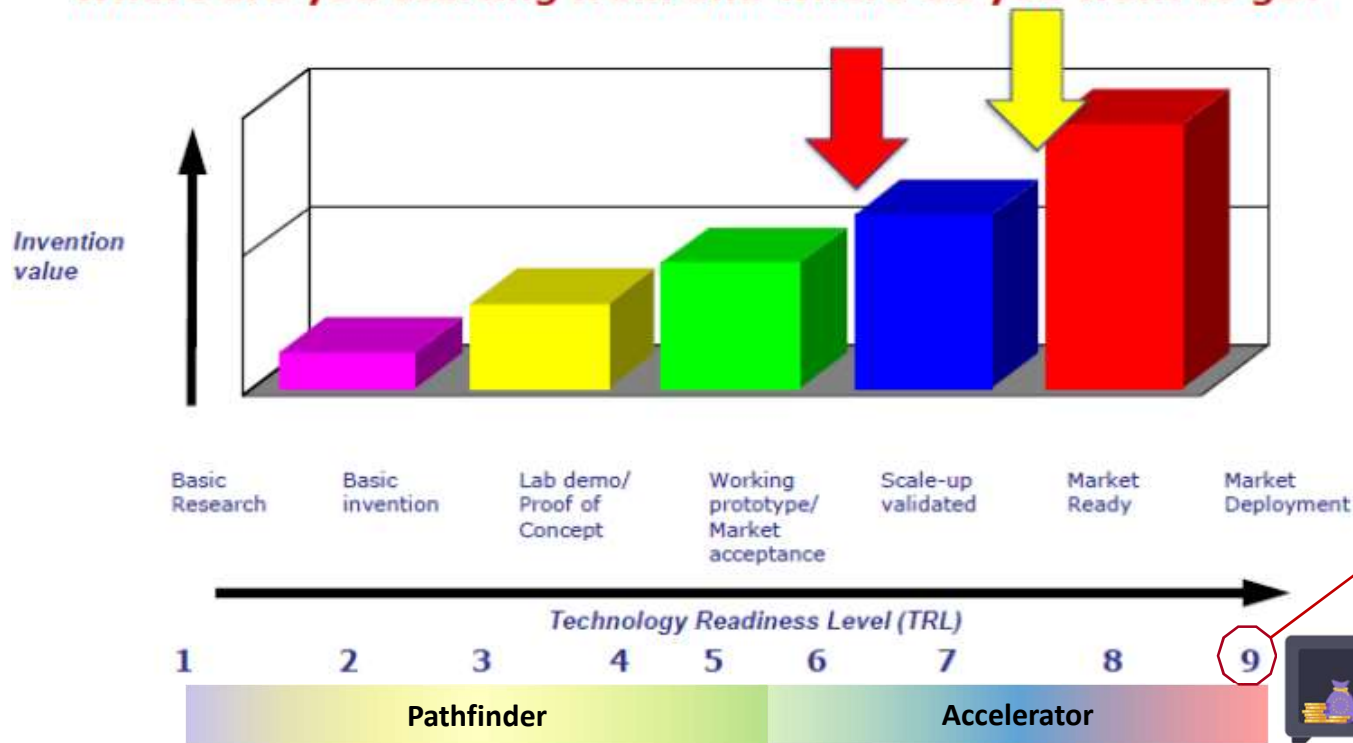 Invention
value
Basic
Research
Basic
invention
Lab demo/
Proof of
Concept
Working
prototype/
Market
acceptance
Scale-up
validated
Market
Ready
Market
Deployment
Technology Readiness Level (TRL)
1 2 3 4 5 6 7 8 9
Pathfinder Accelerator